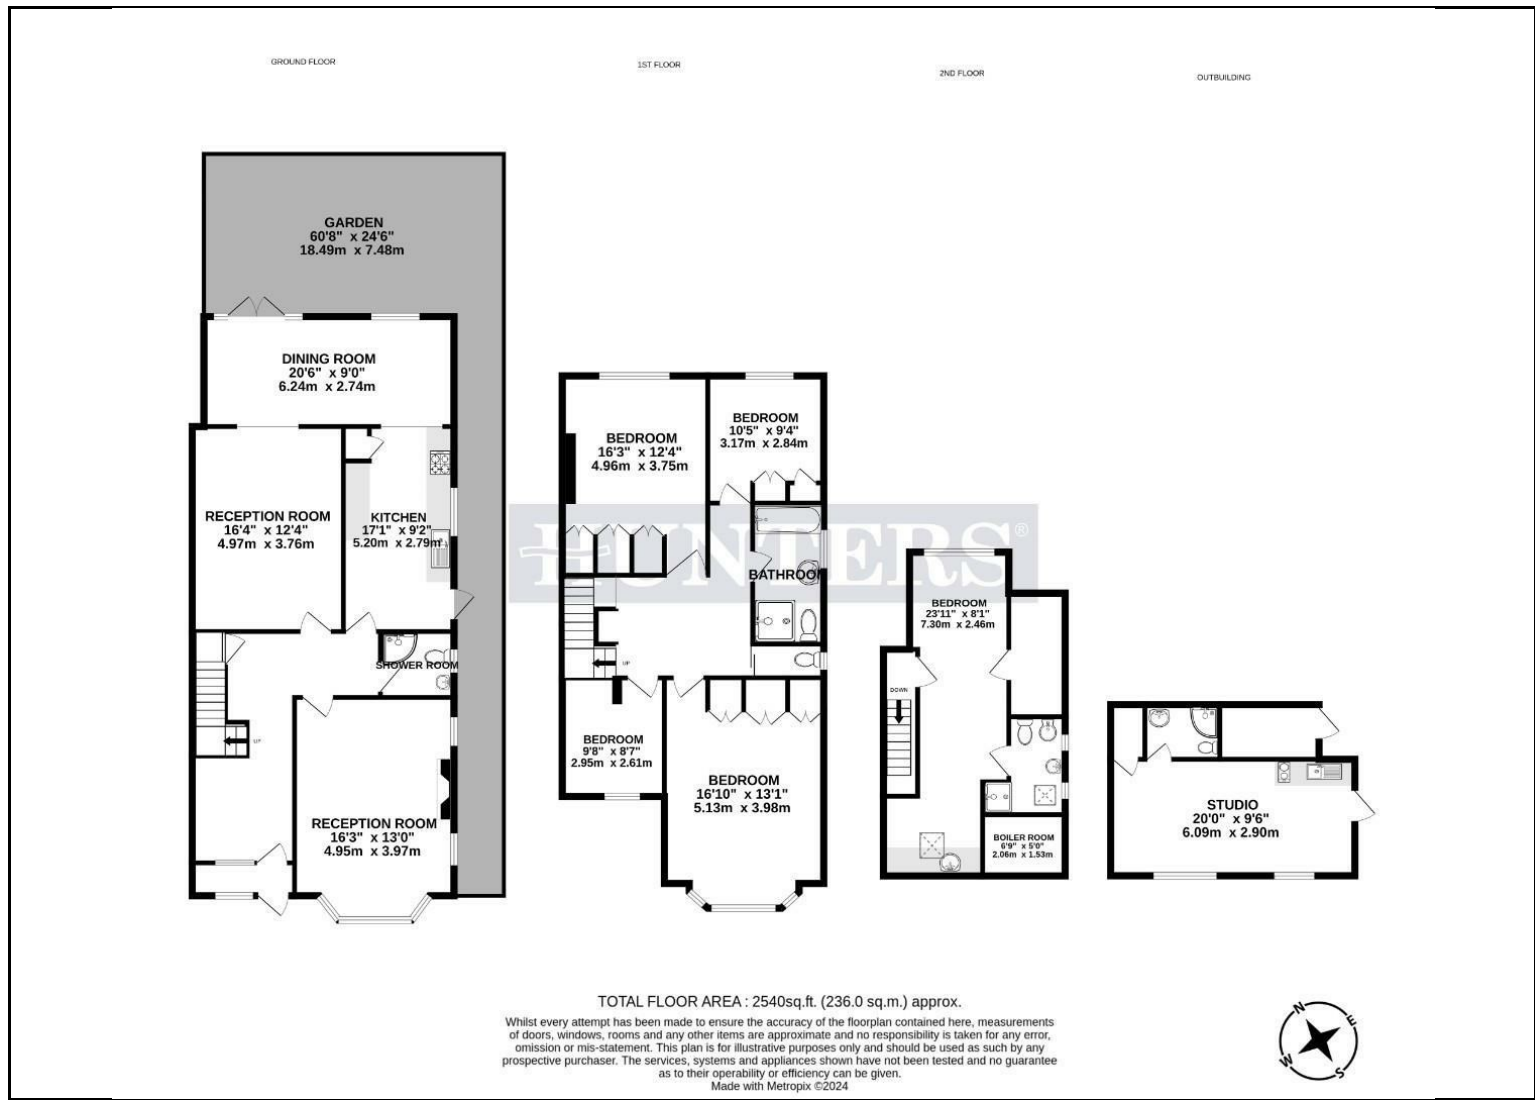 GROUND FLOOR
1ST FLOOR
2ND FLOOR
OUTBUILDING
GARDEN
60'8" x 24'6"
18.49m x 7.48m
DINING ROOM
20'6" x 9'0"
6.24m x 2.74m
RECEPTION ROOM
16'4" x 12'4"
4.97m x 3.76m
KITCHEN
17'1" x 9'2"
5.20m x 2.79m
SHOWER ROOM
UP
RECEPTION ROOM
16'3" x 13'0"
4.95m x 3.97m
BEDROOM
16'3" x 12'4"
4.96m x 3.75m
BEDROOM
10'5" x 9'4"
3.17m x 2.84m
HUNTERS®
BATHROOM
UP
BEDROOM
9'8" x 8'7"
2.95m x 2.61m
BEDROOM
16'10" x 13'1"
5.13m x 3.98m
BEDROOM
23'11" x 8'1"
7.30m x 2.46m
DOWN
BOILER ROOM
6'9" x 5'0"
2.06m x 1.53m
STUDIO
20'0" x 9'6"
6.09m x 2.90m
TOTAL FLOOR AREA : 2540sq.ft. (236.0 sq.m.) approx.
Whilst every attempt has been made to ensure the accuracy of the floorplan contained here, measurements
of doors, windows, rooms and any other items are approximate and no responsibility is taken for any error,
omission or mis-statement. This plan is for illustrative purposes only and should be used as such by any
prospective purchaser. The services, systems and appliances shown have not been tested and no guarantee
as to their operability or efficiency can be given.
Made with Metropix ©2024
N
E
W
S